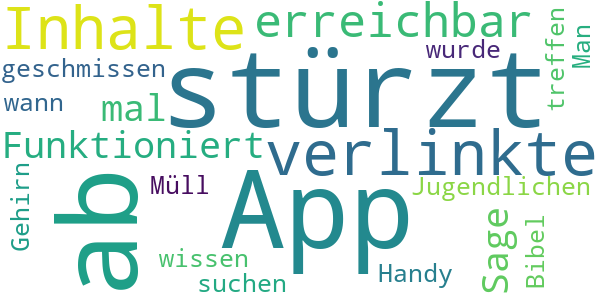 Inhalte
erreichbar
treffen
Man
wurde
geschmissen
stürzt
wann
mal
Funktioniert
verlinkte
ab
App
Müll
Jugendlichen
Gehirn
Sage
Bibel
wissen
suchen
Handy